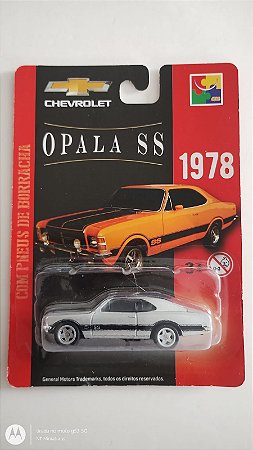 CHEVROLET
OPALA SS
1978
COM PNEUS DE BORRACHA
SS
General Motors Trademarks, todos os direitos reservados.